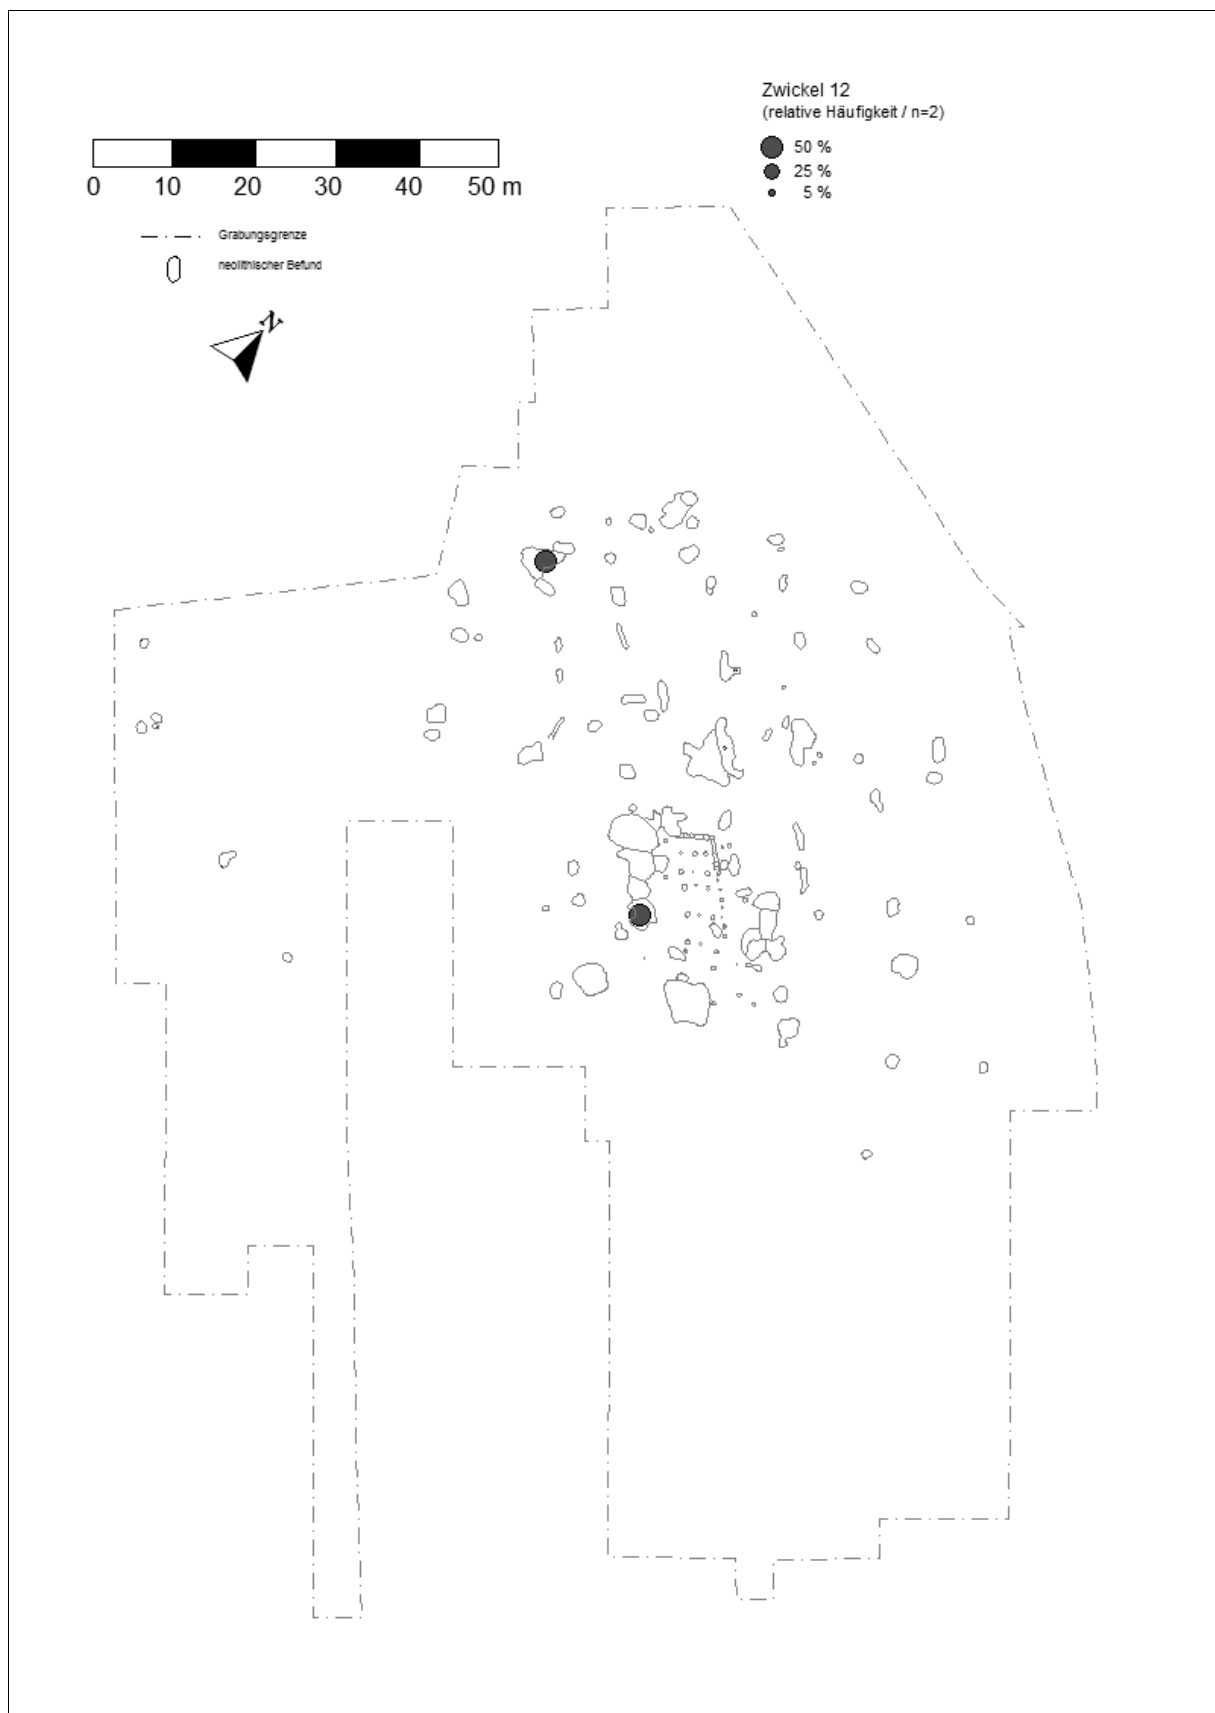 Zwickel 12
(relative Häufigkeit / n=2)
50 %
25 %
5 %
0 10 20 30 40 50 m
Grabungsgrenze
neolithischer Befund
N